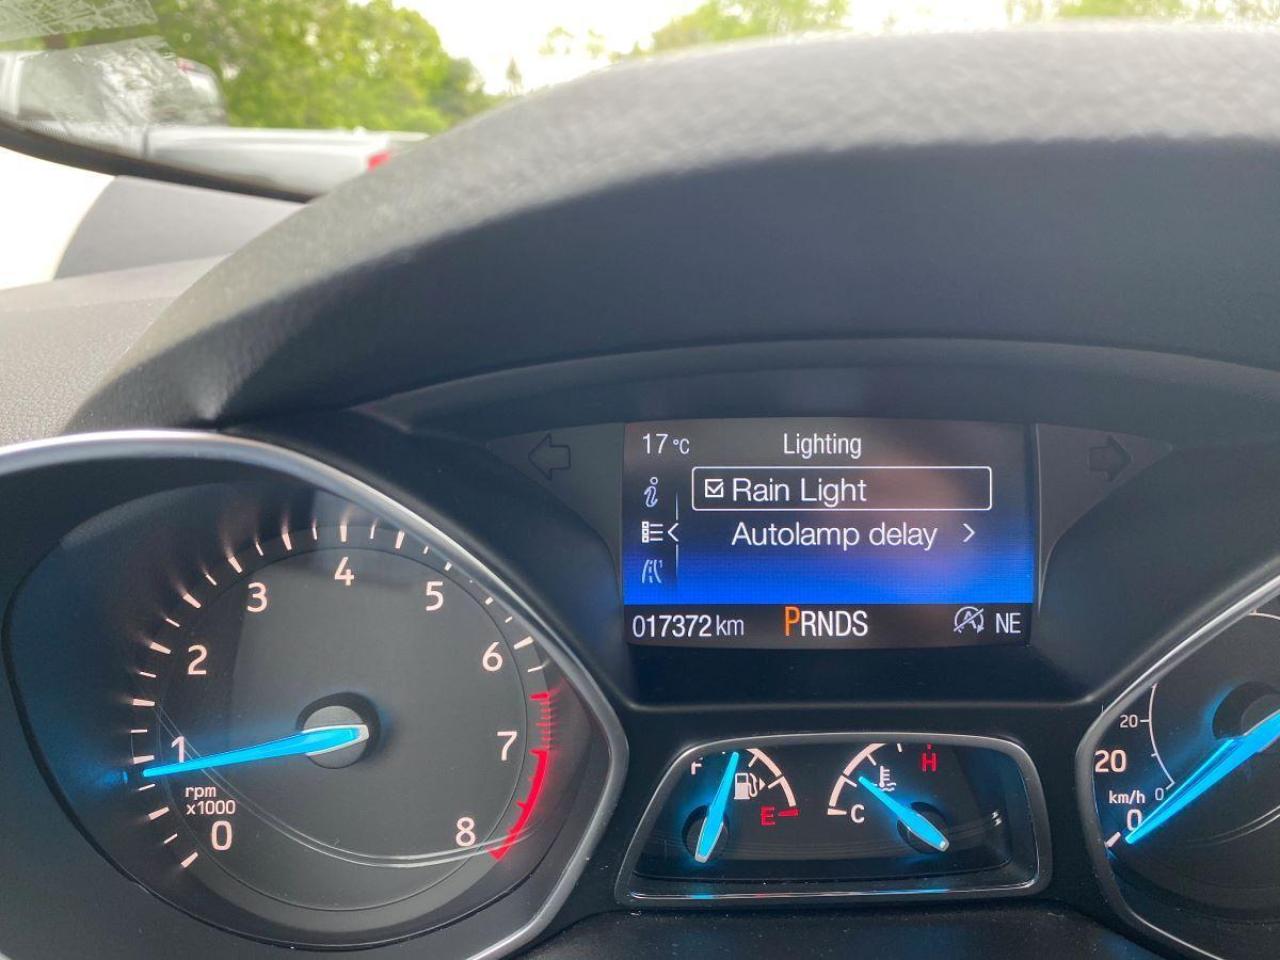 17 °C
Lighting
Rain Light
Autolamp delay
017372 km
PRNDS
A
NE
0
1
2
3
4
5
6
7
8
rpm
x1000
F
E
C
H
20
20
km/h
0
0